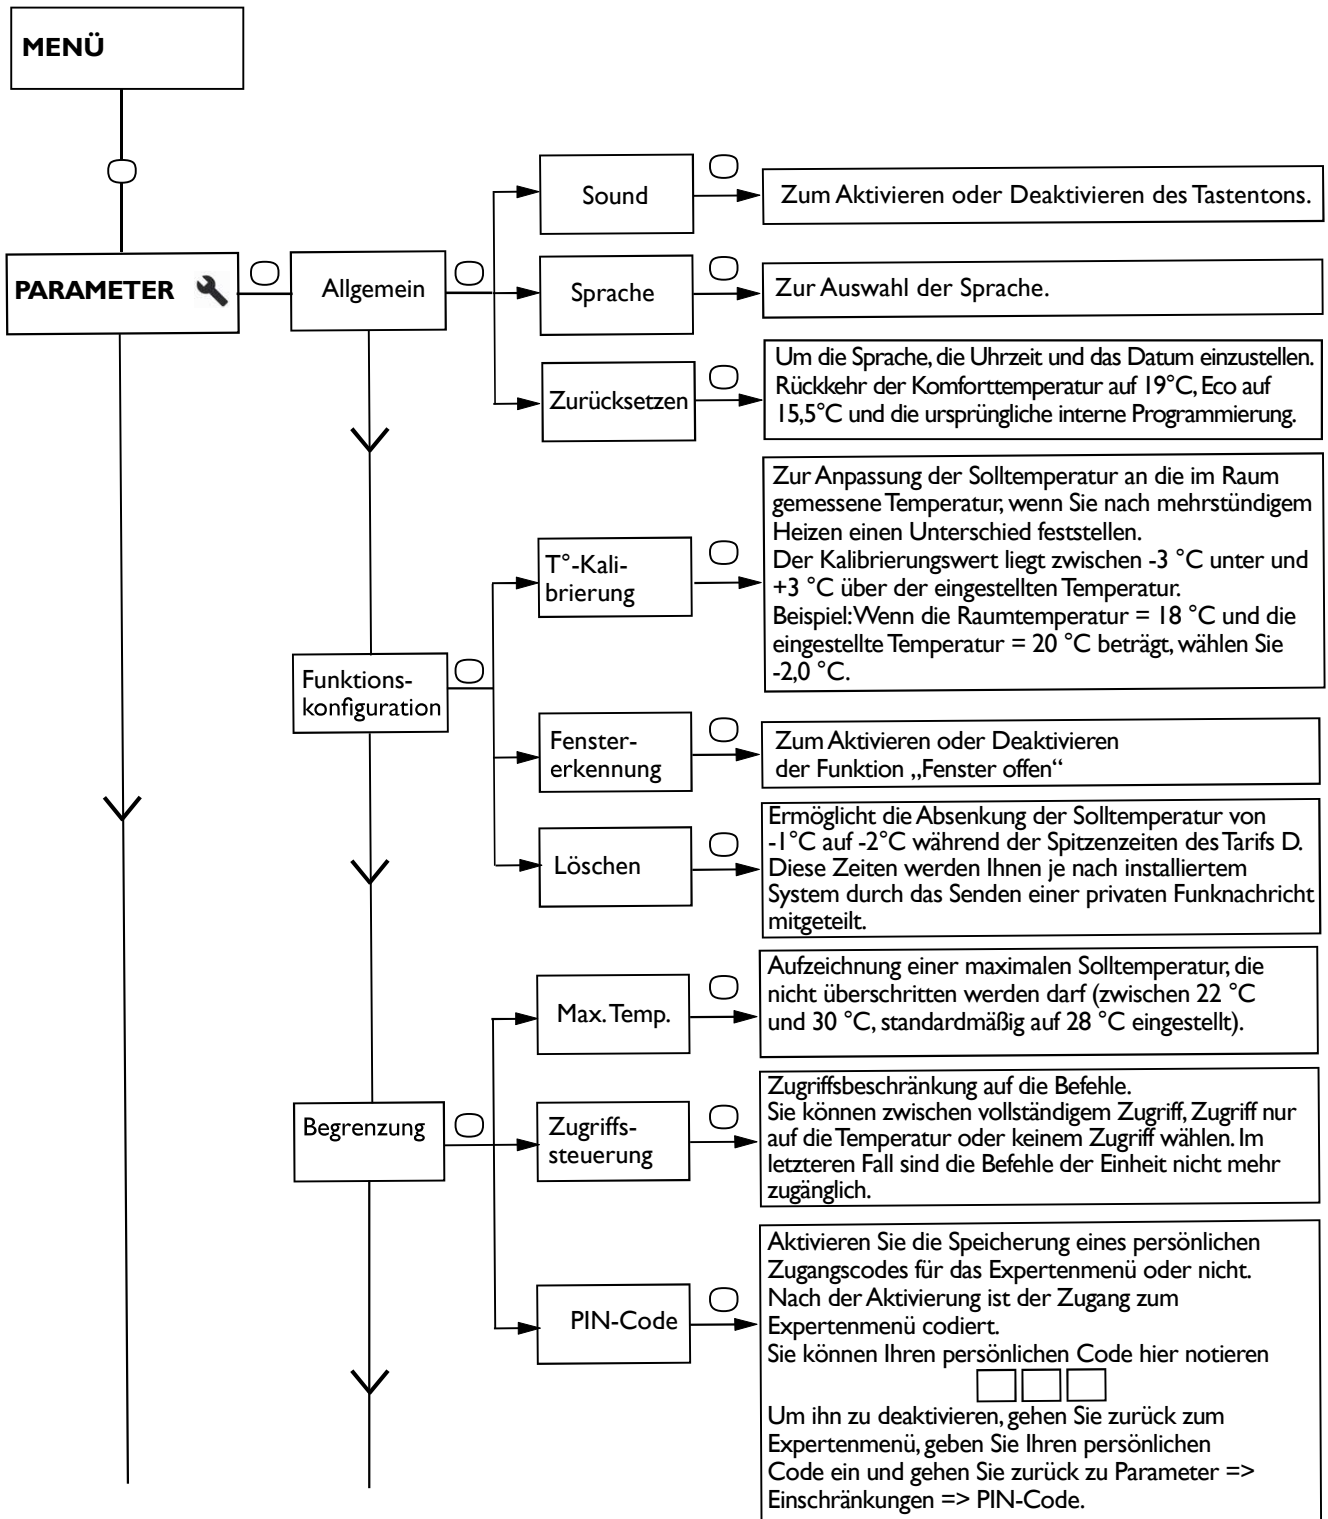 MENÜ
PARAMETER
Allgemein
Sound
Zum Aktivieren oder Deaktivieren des Tastentons.
Sprache
Zur Auswahl der Sprache.
Zurücksetzen
Um die Sprache, die Uhrzeit und das Datum einzustellen.
Rückkehr der Komforttemperatur auf 19°C, Eco auf
15,5°C und die ursprüngliche interne Programmierung.
Funktions-
konfiguration
T°-Kali-
brierung
Zur Anpassung der Solltemperatur an die im Raum
gemessene Temperatur, wenn Sie nach mehrstündigem
Heizen einen Unterschied feststellen.
Der Kalibrierungswert liegt zwischen -3 °C unter und
+3 °C über der eingestellten Temperatur.
Beispiel: Wenn die Raumtemperatur = 18 °C und die
eingestellte Temperatur = 20 °C beträgt, wählen Sie
-2,0 °C.
Fenster-
erkennung
Zum Aktivieren oder Deaktivieren
der Funktion „Fenster offen“
Löschen
Ermöglicht die Absenkung der Solltemperatur von
-1°C auf -2°C während der Spitzenzeiten des Tarifs D.
Diese Zeiten werden Ihnen je nach installiertem
System durch das Senden einer privaten Funknachricht
mitgeteilt.
Begrenzung
Max. Temp.
Aufzeichnung einer maximalen Solltemperatur, die
nicht überschritten werden darf (zwischen 22 °C
und 30 °C, standardmäßig auf 28 °C eingestellt).
Zugriffs-
steuerung
Zugriffsbeschränkung auf die Befehle.
Sie können zwischen vollständigem Zugriff, Zugriff nur
auf die Temperatur oder keinem Zugriff wählen. Im
letzteren Fall sind die Befehle der Einheit nicht mehr
zugänglich.
PIN-Code
Aktivieren Sie die Speicherung eines persönlichen
Zugangscodes für das Expertenmenü oder nicht.
Nach der Aktivierung ist der Zugang zum
Expertenmenü codiert.
Sie können Ihren persönlichen Code hier notieren
Um ihn zu deaktivieren, gehen Sie zurück zum
Expertenmenü, geben Sie Ihren persönlichen
Code ein und gehen Sie zurück zu Parameter =>
Einschränkungen => PIN-Code.